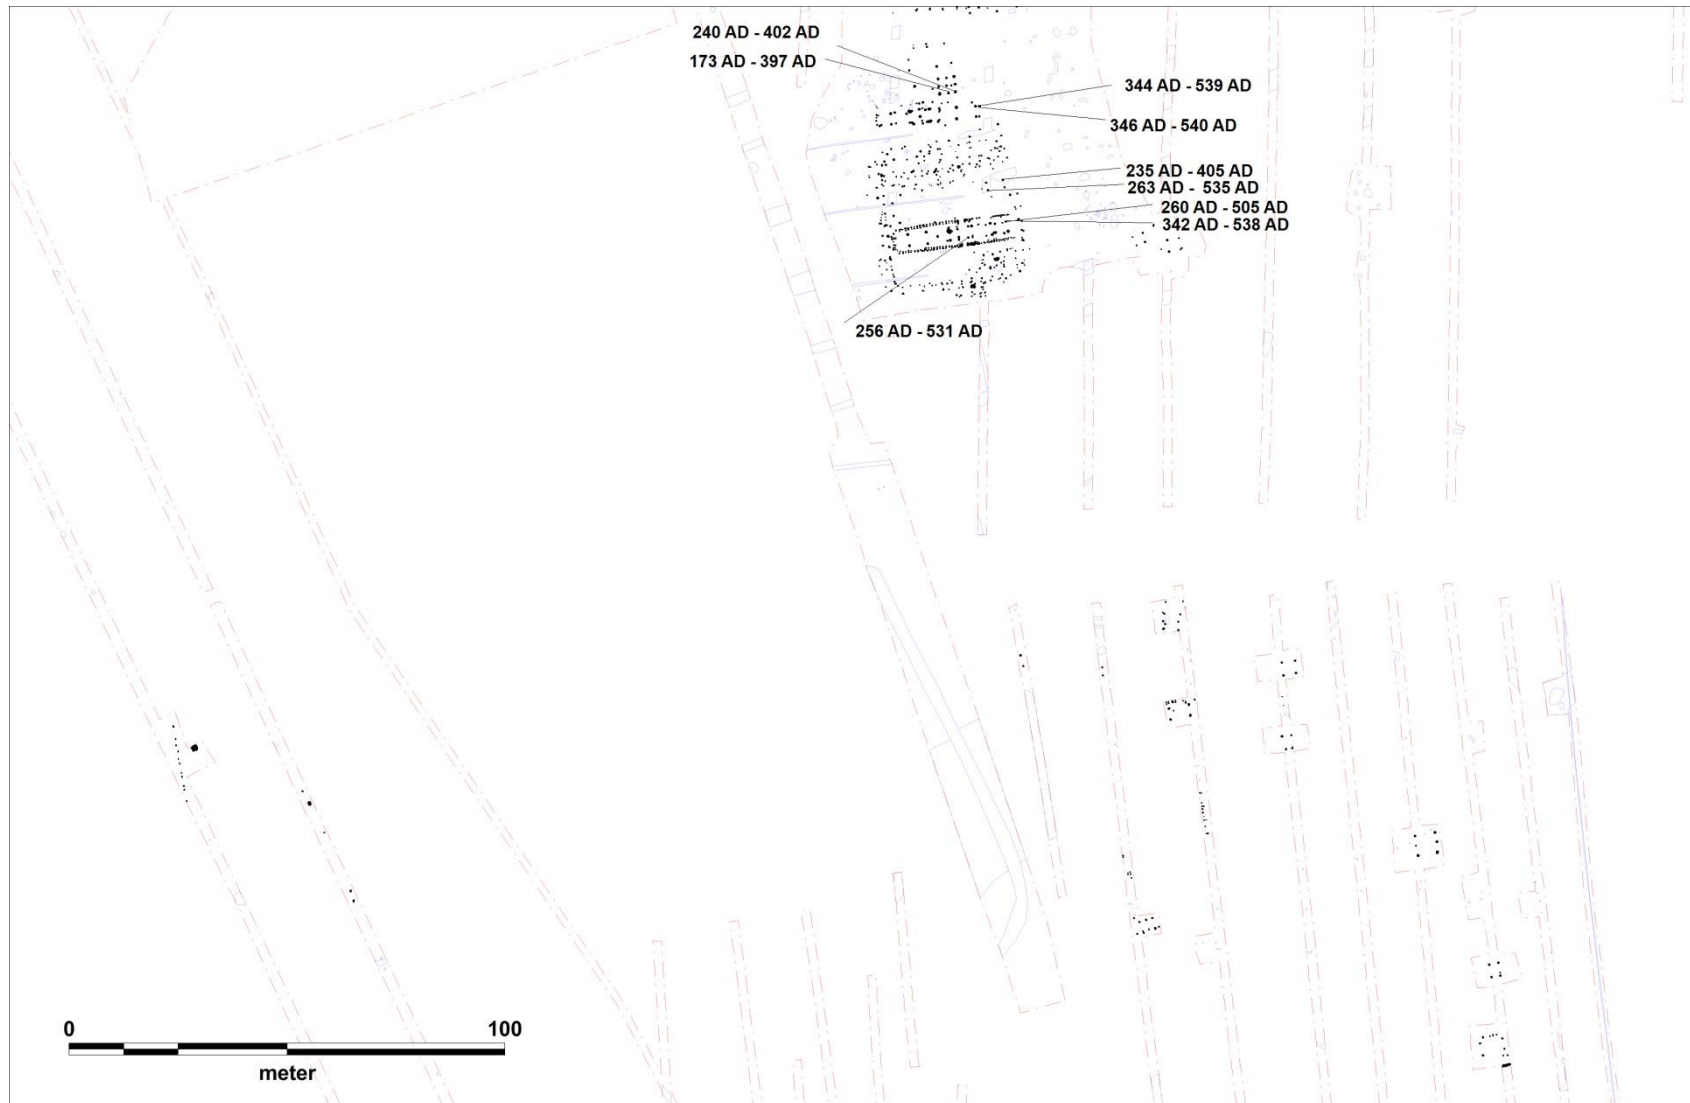 240 AD - 402 AD
173 AD - 397 AD
344 AD - 539 AD
346 AD - 540 AD
235 AD - 405 AD
263 AD - 535 AD
260 AD - 505 AD
342 AD - 538 AD
256 AD - 531 AD
0 100
meter